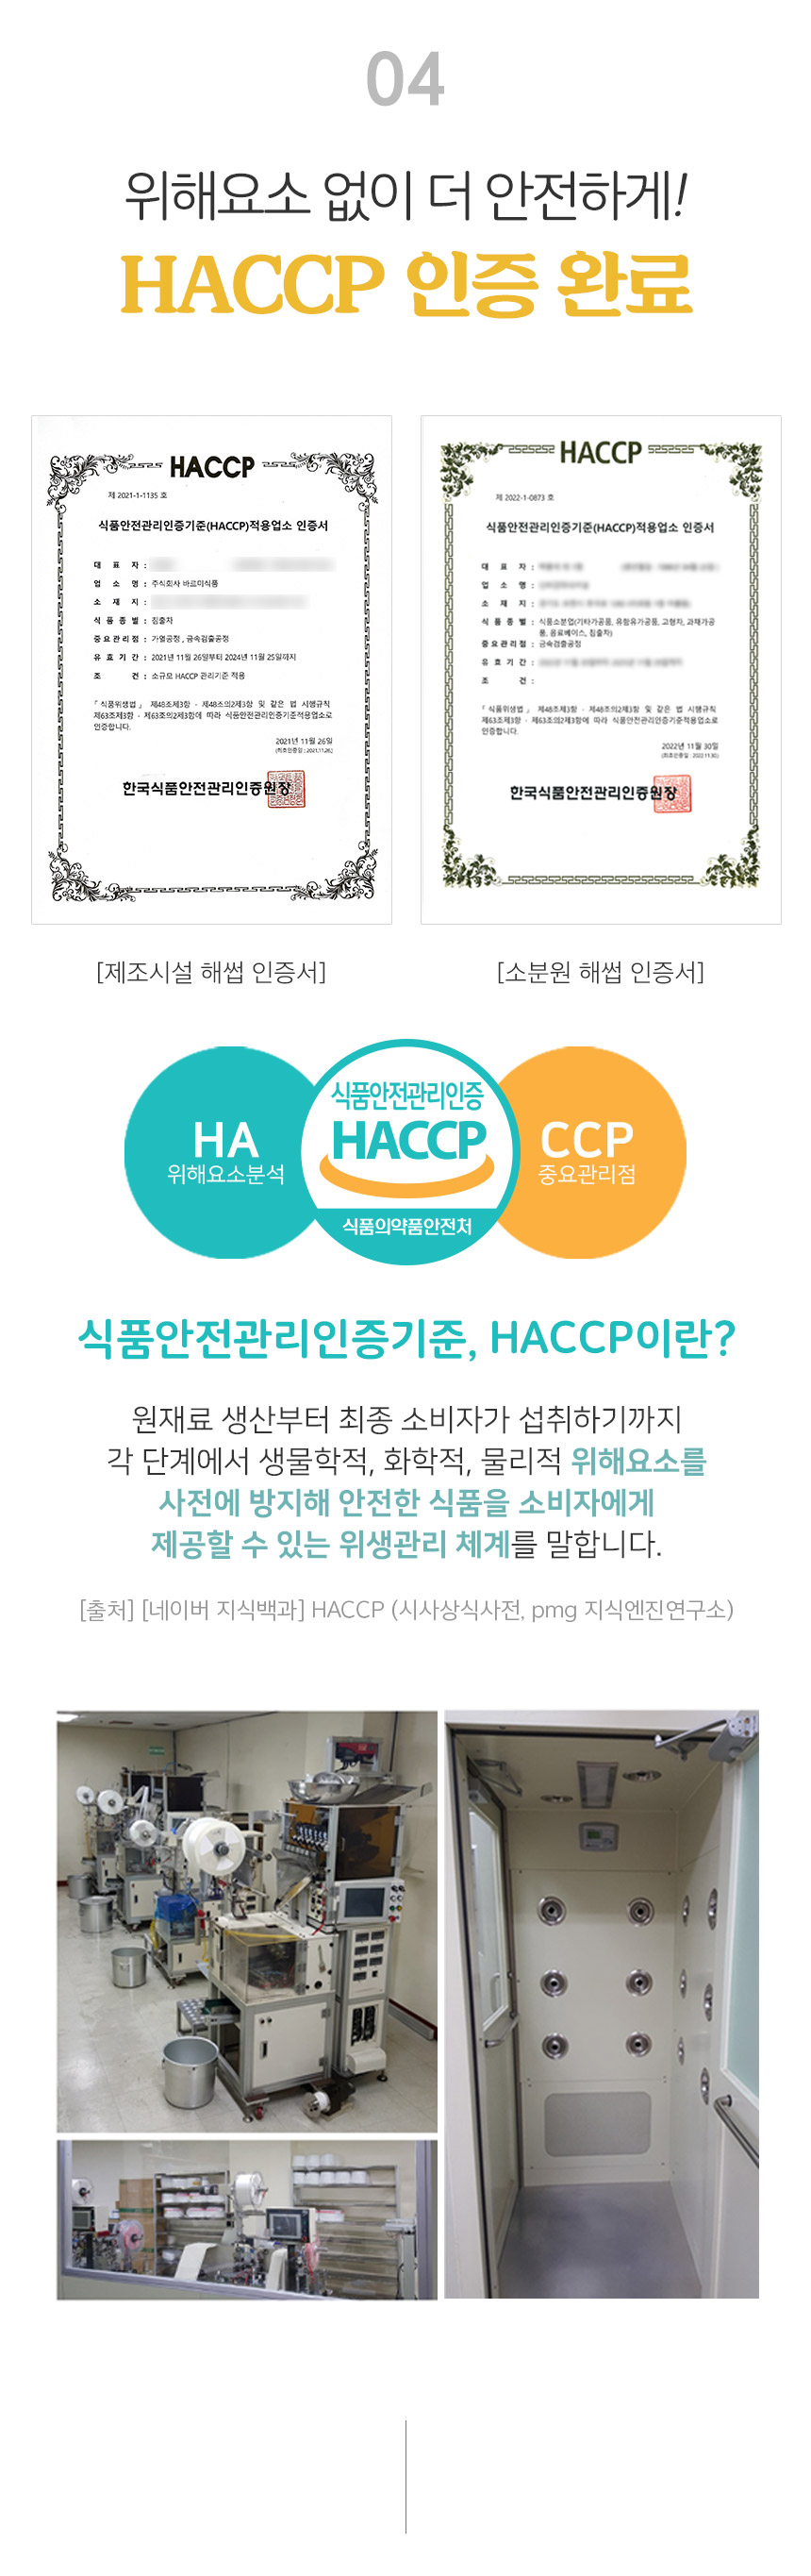 04
위해요소 없이 더 안전하게!
HACCP 인증 완료
HACCP
제 2021-1-1135 호
식품안전관리인증기준(HACCP)적용업소 인증서
대 표 자 :
업 소 명 : 주식회사 바르미식품
소 재 지 :
식 품 종 별 : 침출차
중요관리점 : 가열공정 , 금속검출공정
유 효 기 간 : 2021년 11월 26일부터 2024년 11월 25일까지
조 건 : 소규모 HACCP 관리기준 적용
「식품위생법」 제48조제3항 · 제48조의2제3항 및 같은 법 시행규칙
제63조제3항 · 제63조의2제3항에 따라 식품안전관리인증기준적용업소로
인증합니다.
2021년 11월 26일
(최초인증일 : 2021.11.26.)
한국식품안전관리인증원장
HACCP
제 2022-1-0873 호
식품안전관리인증기준(HACCP)적용업소 인증서
대 표 자 :
업 소 명 :
소 재 지 :
식 품 종 별 : 식품소분업(기타가공품, 유함유가공품, 고형차, 과채가공
품, 음료베이스, 침출차)
중요관리점 : 금속검출공정
유 효 기 간 :
조 건 :
「식품위생법」 제48조제3항 · 제48조의2제3항 및 같은 법 시행규칙
제63조제3항 · 제63조의2제3항에 따라 식품안전관리인증기준적용업소로
인증합니다.
2022년 11월 30일
(최초인증일 : 2022.11.30.)
한국식품안전관리인증원장
[제조시설 해썹 인증서]
[소분원 해썹 인증서]
HA
위해요소분석
식품안전관리인증
HACCP
식품의약품안전처
CCP
중요관리점
식품안전관리인증기준, HACCP이란?
원재료 생산부터 최종 소비자가 섭취하기까지
각 단계에서 생물학적, 화학적, 물리적 위해요소를
사전에 방지해 안전한 식품을 소비자에게
제공할 수 있는 위생관리 체계를 말합니다.
[출처] [네이버 지식백과] HACCP (시사상식사전, pmg 지식엔진연구소)